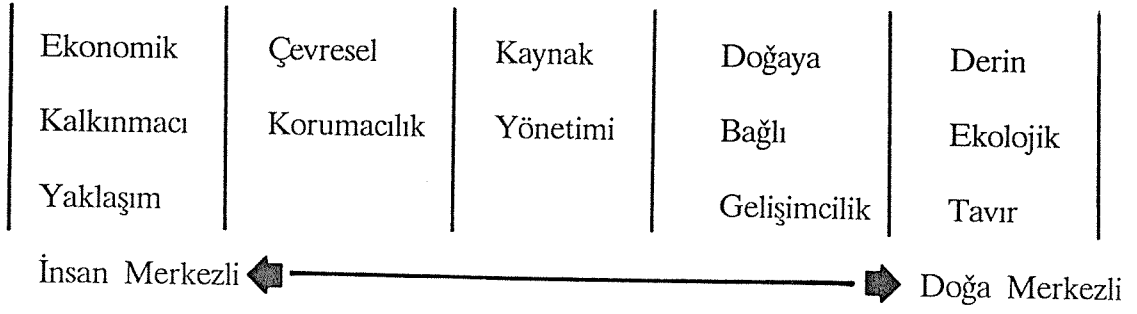 Ekonomik Çevresel Kaynak Doğaya Derin
Kalkınmacı Korumacılık Yönetimi Bağlı Ekolojik
Yaklaşım Gelişimcilik Tavır
İnsan Merkezli Doğa Merkezli